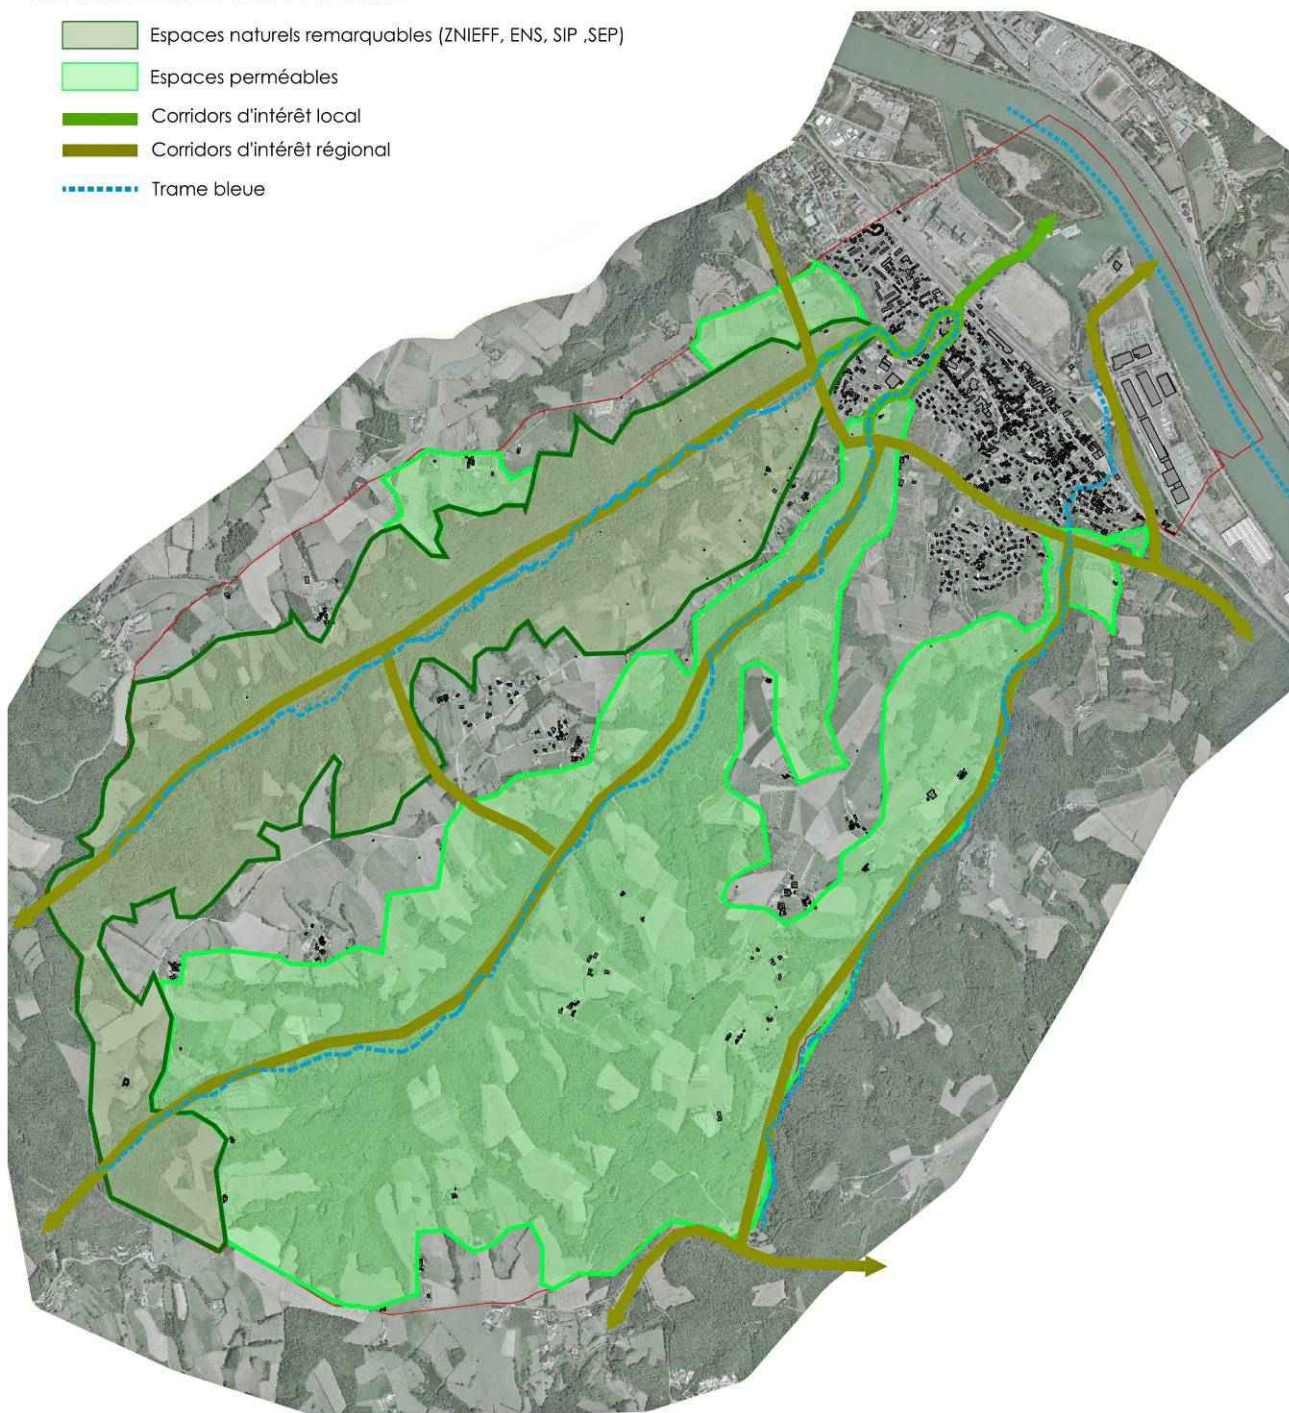 Espaces naturels remarquables (ZNIEFF, ENS, SIP ,SEP)
Espaces perméables
Corridors d'intérêt local
Corridors d'intérêt régional
Trame bleue